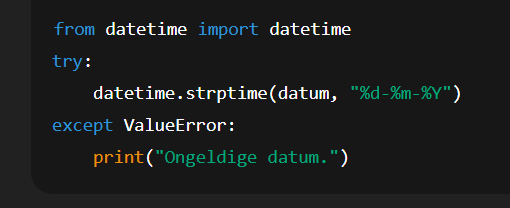 from datetime import datetime
try:
    datetime.strptime(datum, "%d-%m-%Y")
except ValueError:
    print("Ongeldige datum.")